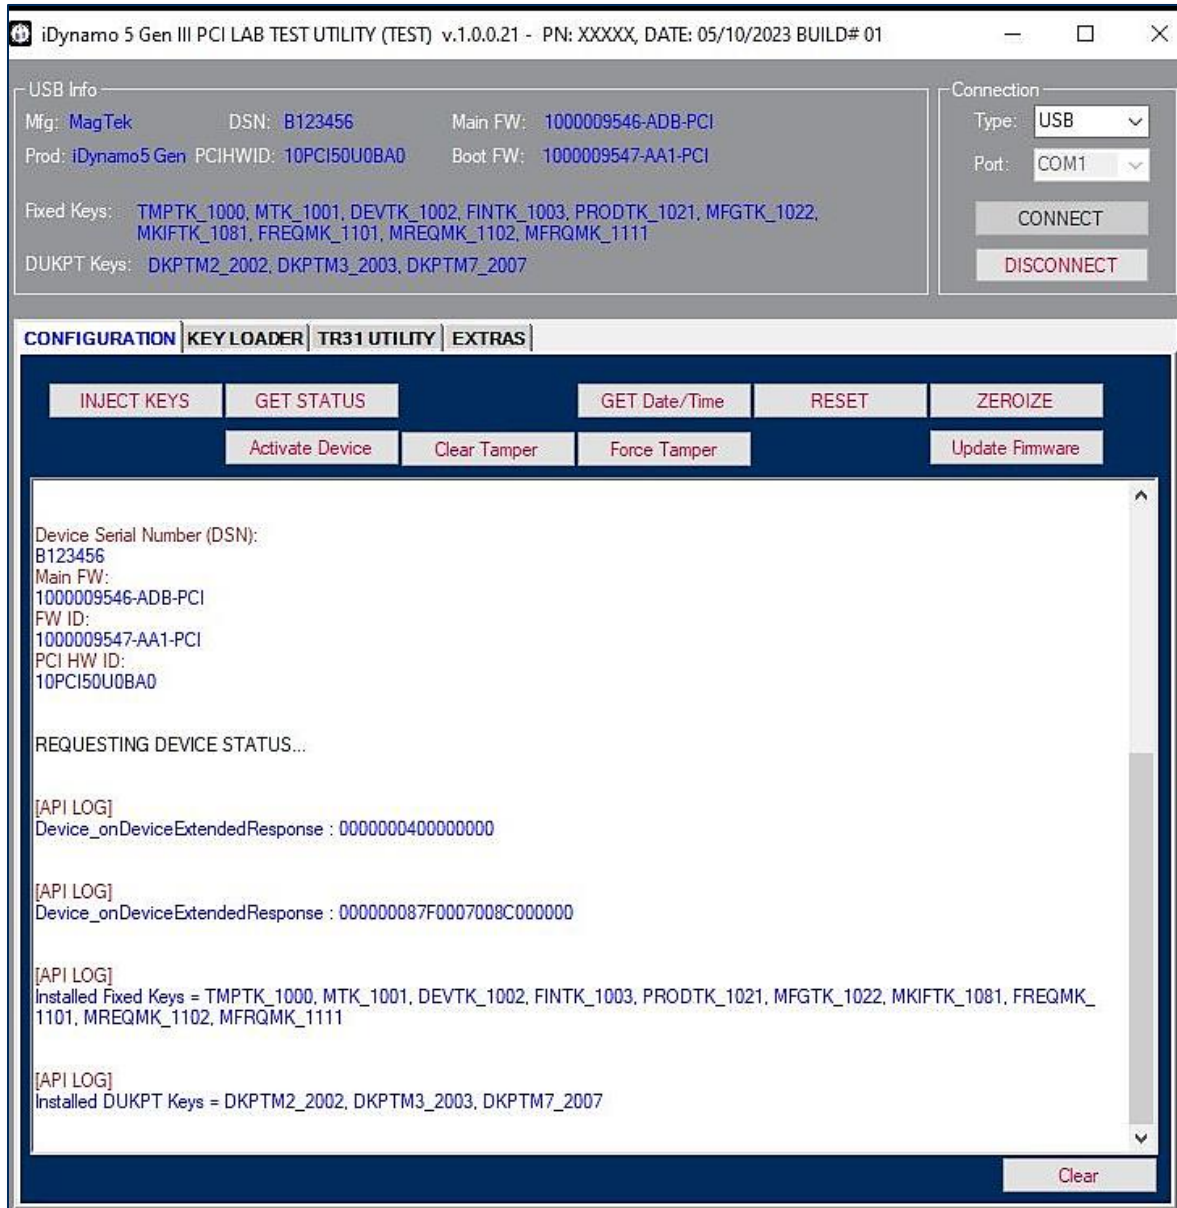 iDynamo 5 Gen III PCI LAB TEST UTILITY (TEST) v.1.0.0.21 - PN: XXXXX, DATE: 05/10/2023 BUILD# 01
USB Info
Mfg: MagTek DSN: B123456 Main FW: 1000009546-ADB-PCI
Prod: iDynamo5 Gen PCIHWID: 10PCI50U0BA0 Boot FW: 1000009547-AA1-PCI
Fixed Keys: TMPTK_1000, MTK_1001, DEVTK_1002, FINTK_1003, PRODTK_1021, MFGTK_1022,
MKIFTK_1081, FREQMK_1101, MREQMK_1102, MFRQMK_1111
DUKPT Keys: DKPTM2_2002, DKPTM3_2003, DKPTM7_2007
Connection
Type: USB
Port: COM1
CONNECT
DISCONNECT
CONFIGURATION KEY LOADER TR31 UTILITY EXTRAS
INJECT KEYS GET STATUS GET Date/Time RESET ZEROIZE
Activate Device Clear Tamper Force Tamper Update Firmware
Device Serial Number (DSN):
B123456
Main FW:
1000009546-ADB-PCI
FW ID:
1000009547-AA1-PCI
PCI HW ID:
10PCI50U0BA0
REQUESTING DEVICE STATUS...
[API LOG]
Device_onDeviceExtendedResponse : 0000000400000000
[API LOG]
Device_onDeviceExtendedResponse : 000000087F0007008C000000
[API LOG]
Installed Fixed Keys = TMPTK_1000, MTK_1001, DEVTK_1002, FINTK_1003, PRODTK_1021, MFGTK_1022, MKIFTK_1081, FREQMK_
1101, MREQMK_1102, MFRQMK_1111
[API LOG]
Installed DUKPT Keys = DKPTM2_2002, DKPTM3_2003, DKPTM7_2007
Clear